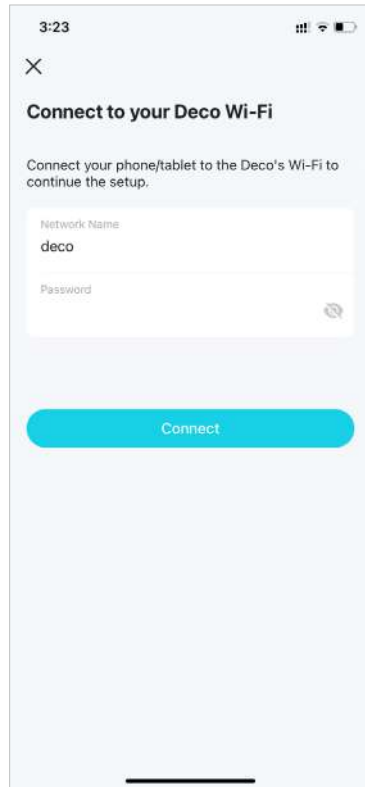 3:23
Connect to your Deco Wi-Fi
Connect your phone/tablet to the Deco's Wi-Fi to
continue the setup.
Network Name
deco
Password
Connect